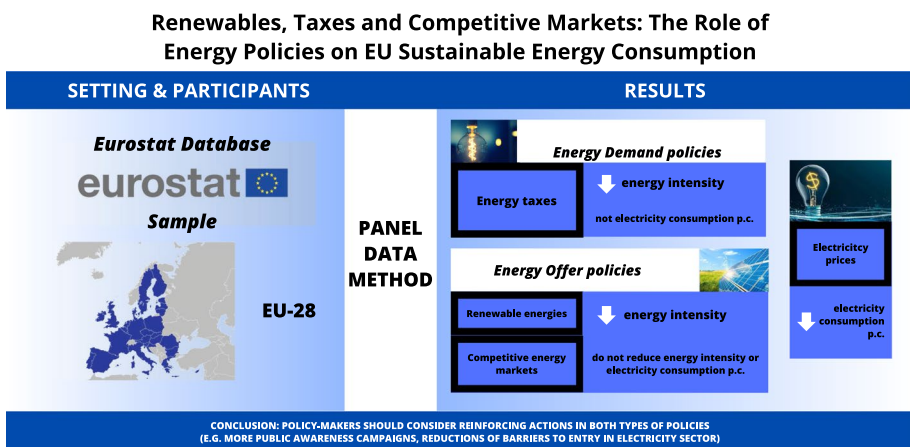 Renewables, Taxes and Competitive Markets: The Role of
Energy Policies on EU Sustainable Energy Consumption
SETTING & PARTICIPANTS
RESULTS
Eurostat Database
eurostat
Sample
EU-28
PANEL
DATA
METHOD
Energy Demand policies
Energy taxes
energy intensity
not electricity consumption p.c.
Energy Offer policies
Renewable energies
energy intensity
Competitive energy
markets
do not reduce energy intensity or
electricity consumption p.c.
Electricitcy
prices
electricity
consumption
p.c.
CONCLUSION: POLICY-MAKERS SHOULD CONSIDER REINFORCING ACTIONS IN BOTH TYPES OF POLICIES
(E.G. MORE PUBLIC AWARENESS CAMPAIGNS, REDUCTIONS OF BARRIERS TO ENTRY IN ELECTRICITY SECTOR)